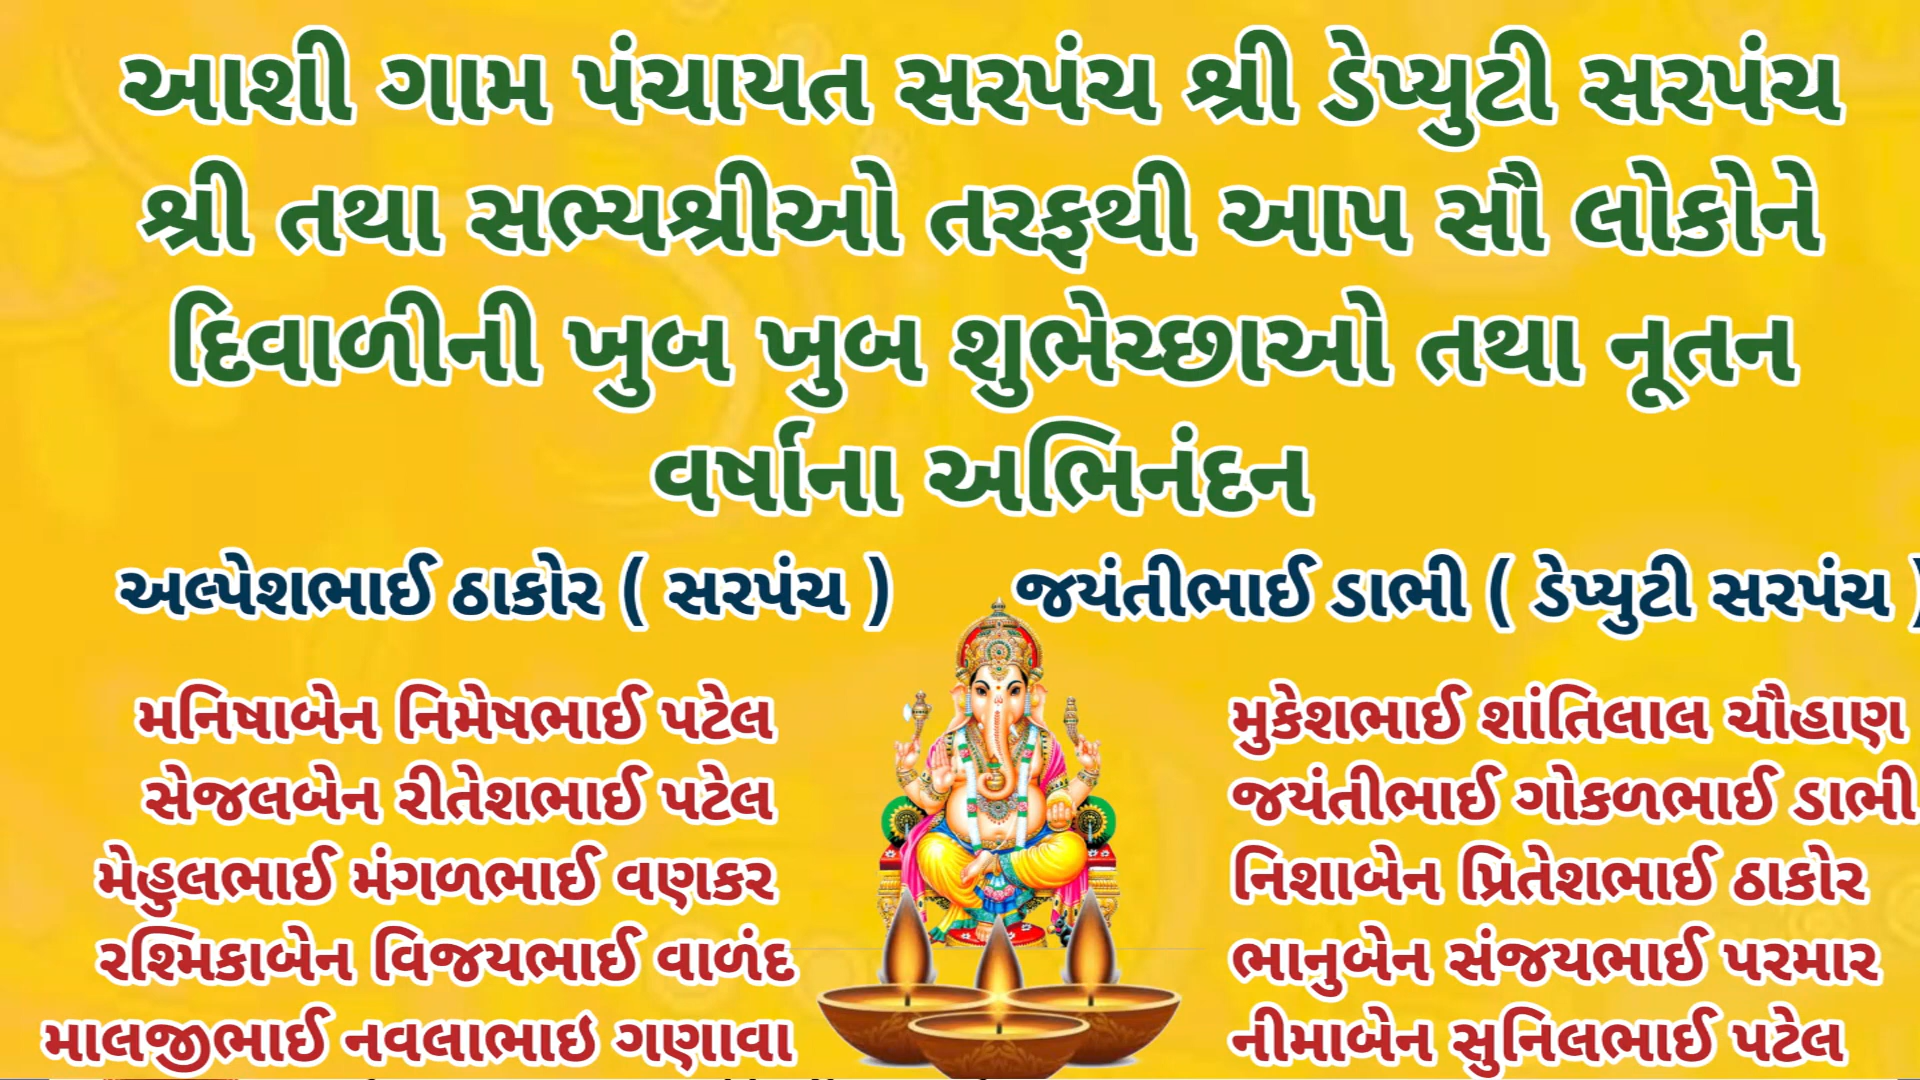 આશી ગામ પંચાયત સરપંચ શ્રી ડેપ્યુટી સરપંચ
શ્રી તથા સભ્યશ્રીઓ તરફથી આપ સૌ લોકોને
દિવાળીની ખુબ ખુબ શુભેચ્છાઓ તથા નૂતન
વર્ષાના અભિનંદન
અલ્પેશભાઈ ઠાકોર ( સરપંચ )
જયંતીભાઈ ડાભી ( ડેપ્યુટી સરપંચ )
મનિષાબેન નિમેષભાઈ પટેલ
સેજલબેન રીતેશભાઈ પટેલ
મેહુલભાઈ મંગળભાઈ વણકર
રશ્મિકાબેન વિજયભાઈ વાળંદ
માલજીભાઈ નવલાભાઇ ગણાવા
મુકેશભાઈ શાંતિલાલ ચૌહાણ
જયંતીભાઈ ગોકળભાઈ ડાભી
નિશાબેન પ્રિતેશભાઈ ઠાકોર
ભાનુબેન સંજયભાઈ પરમાર
નીમાબેન સુનિલભાઈ પટેલ